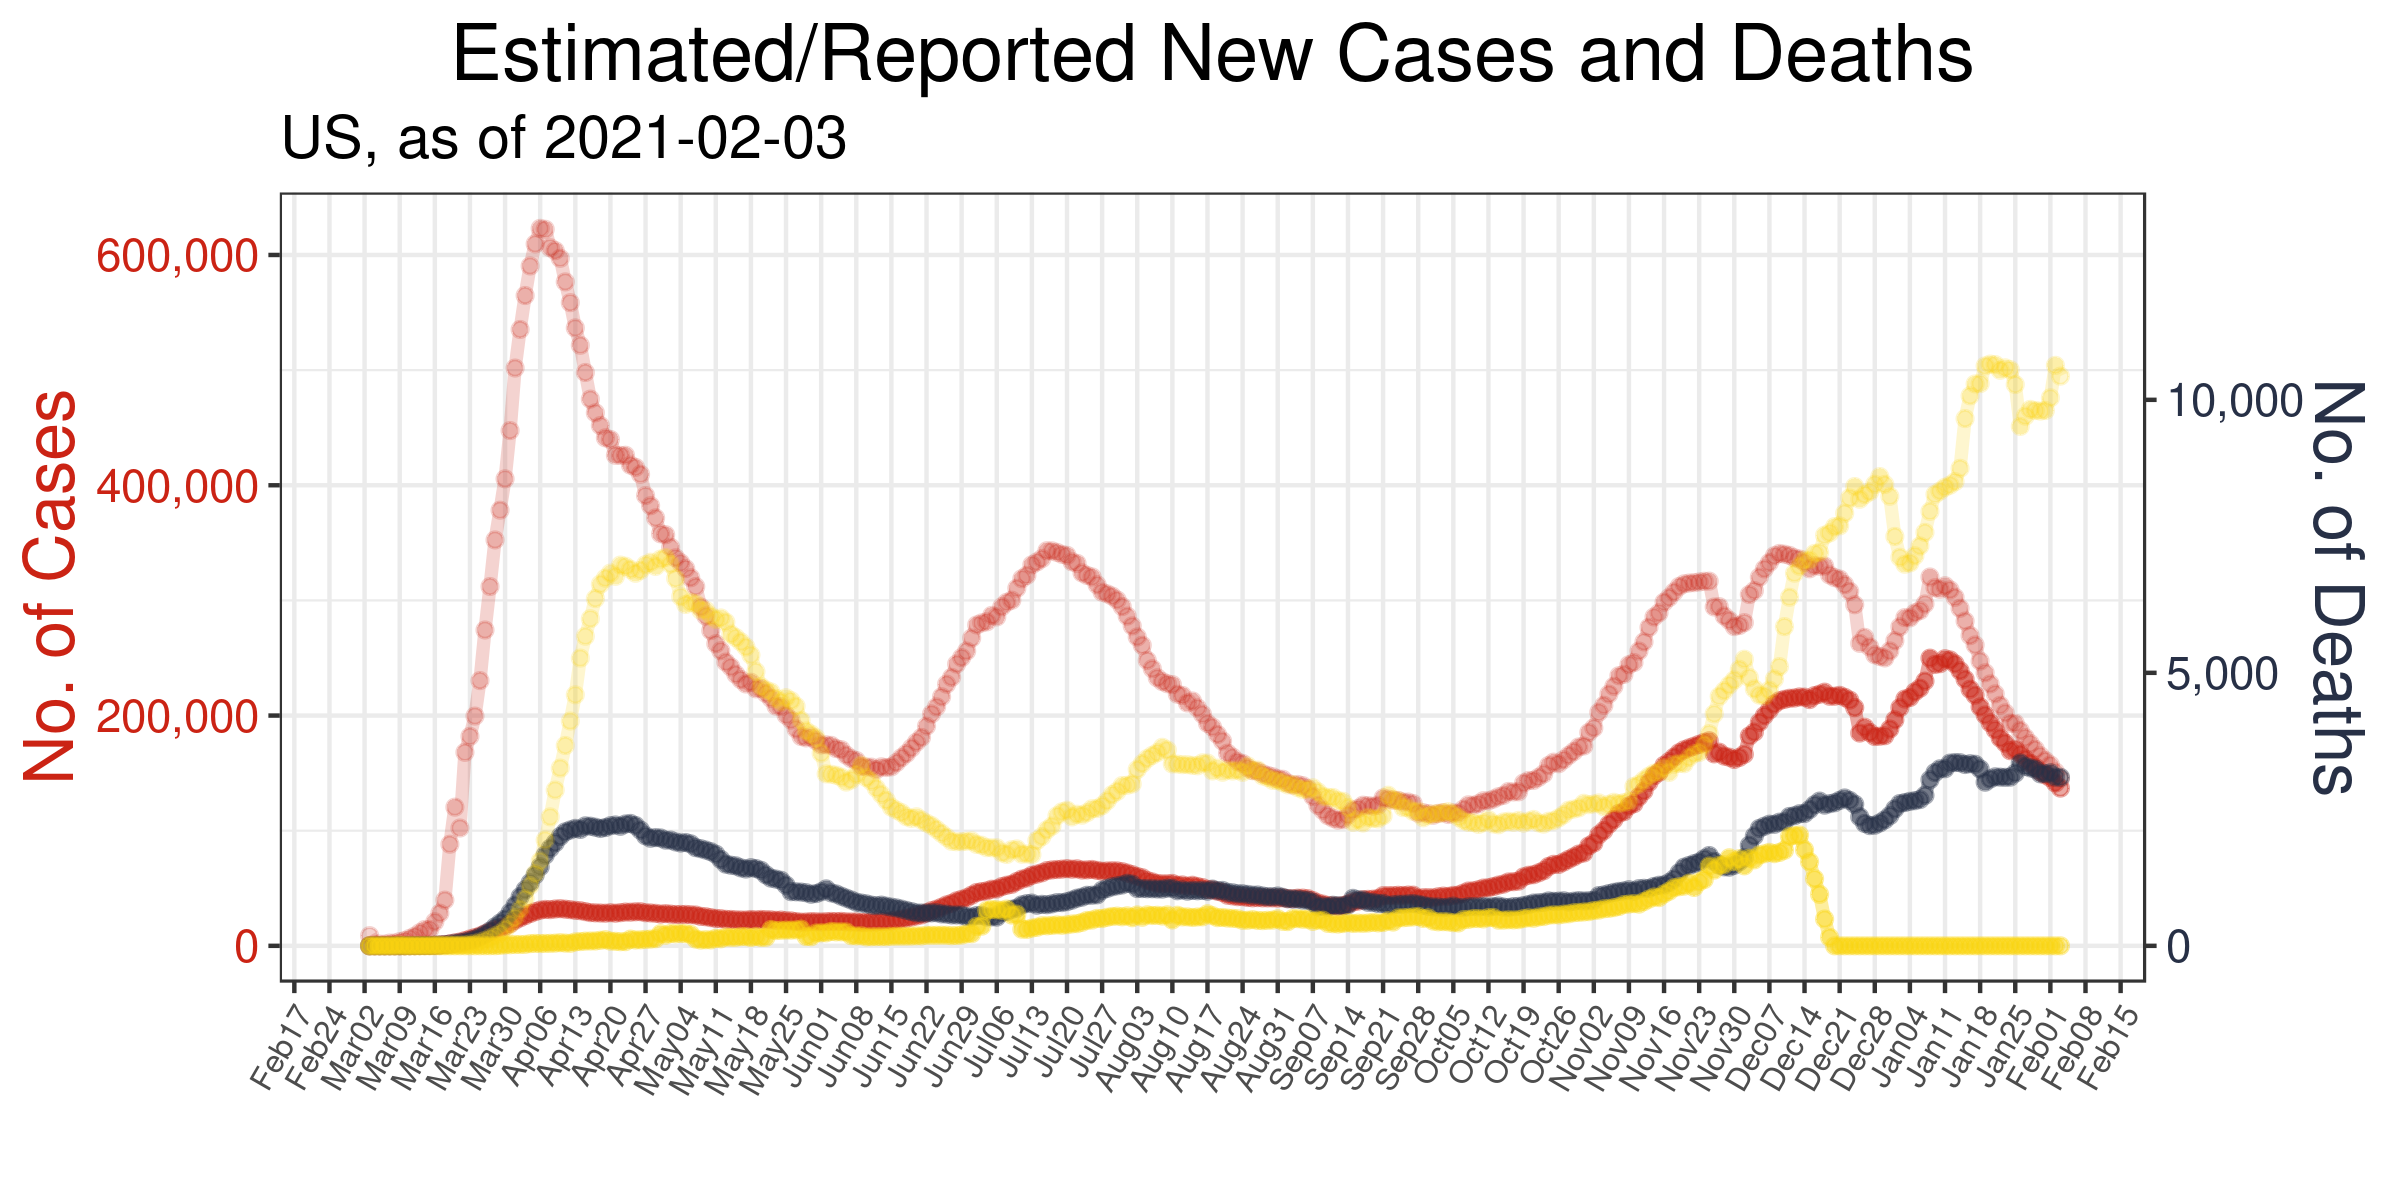 Estimated/Reported New Cases and Deaths
US, as of 2021-02-03
No. of Cases
600,000
400,000
200,000
0
10,000
5,000
0
No. of Deaths
Feb17
Feb24
Mar02
Mar09
Mar16
Mar23
Mar30
Apr06
Apr13
Apr20
Apr27
May04
May11
May18
May25
Jun01
Jun08
Jun15
Jun22
Jun29
Jul06
Jul13
Jul20
Jul27
Aug03
Aug10
Aug17
Aug24
Aug31
Sep07
Sep14
Sep21
Sep28
Oct05
Oct12
Oct19
Oct26
Nov02
Nov09
Nov16
Nov23
Nov30
Dec07
Dec14
Dec21
Dec28
Jan04
Jan11
Jan18
Jan25
Feb01
Feb08
Feb15